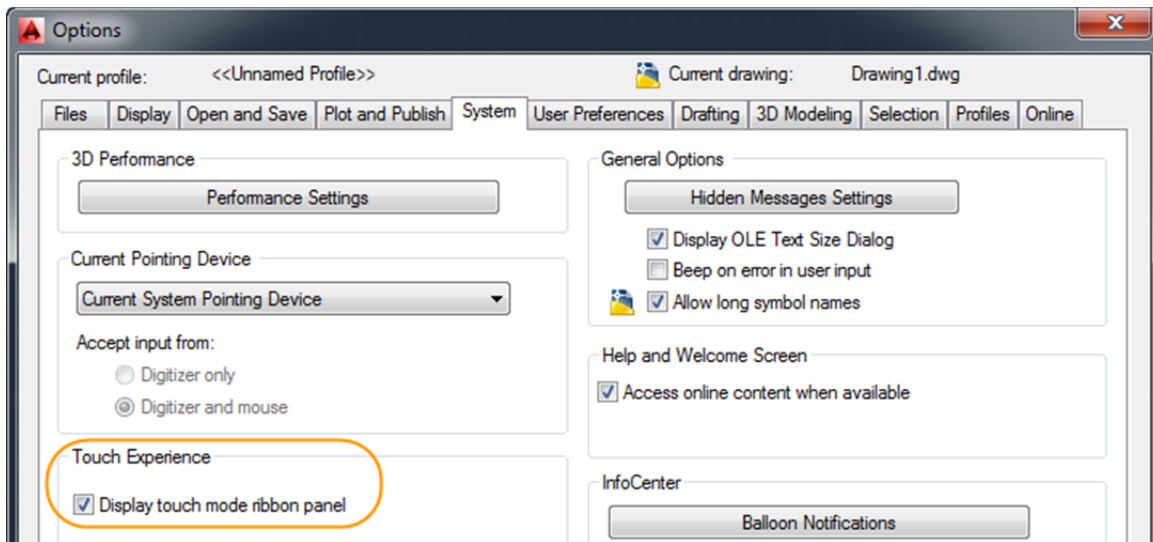 Options
Current profile: <<Unnamed Profile>> Current drawing: Drawing1.dwg
Files Display Open and Save Plot and Publish System User Preferences Drafting 3D Modeling Selection Profiles Online
3D Performance
Performance Settings
Current Pointing Device
Current System Pointing Device
Accept input from:
Digitizer only
Digitizer and mouse
Touch Experience
Display touch mode ribbon panel
General Options
Hidden Messages Settings
Display OLE Text Size Dialog
Beep on error in user input
Allow long symbol names
Help and Welcome Screen
Access online content when available
InfoCenter
Balloon Notifications